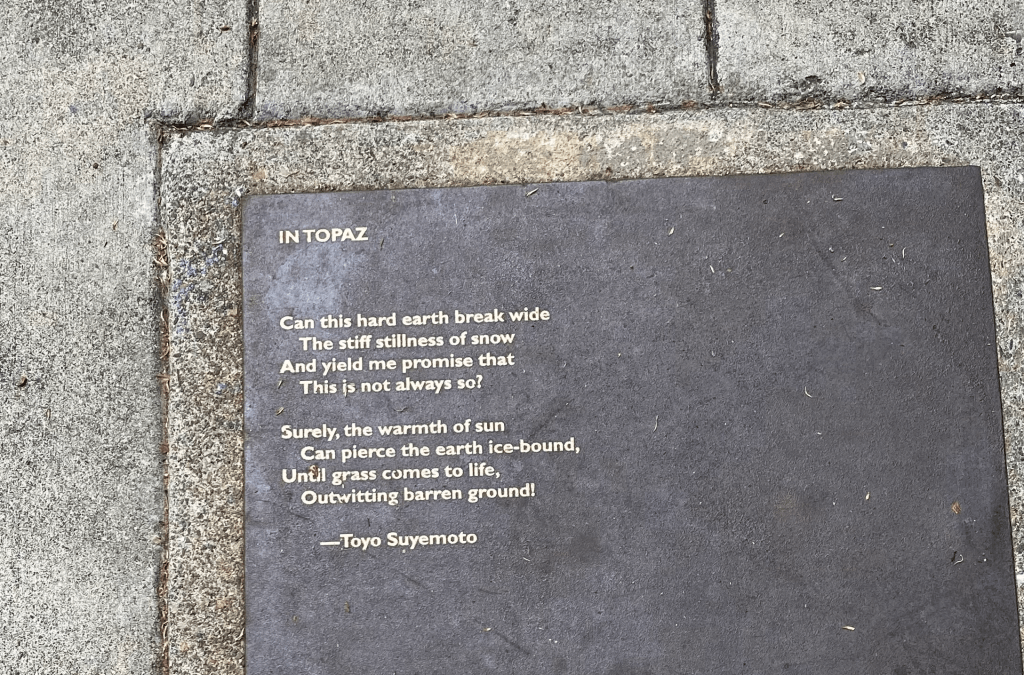 IN TOPAZ
Can this hard earth break wide
The stiff stillness of snow
And yield me promise that
This is not always so?
Surely, the warmth of sun
Can pierce the earth ice-bound,
Until grass comes to life,
Outwitting barren ground!
—Toyo Suyemoto